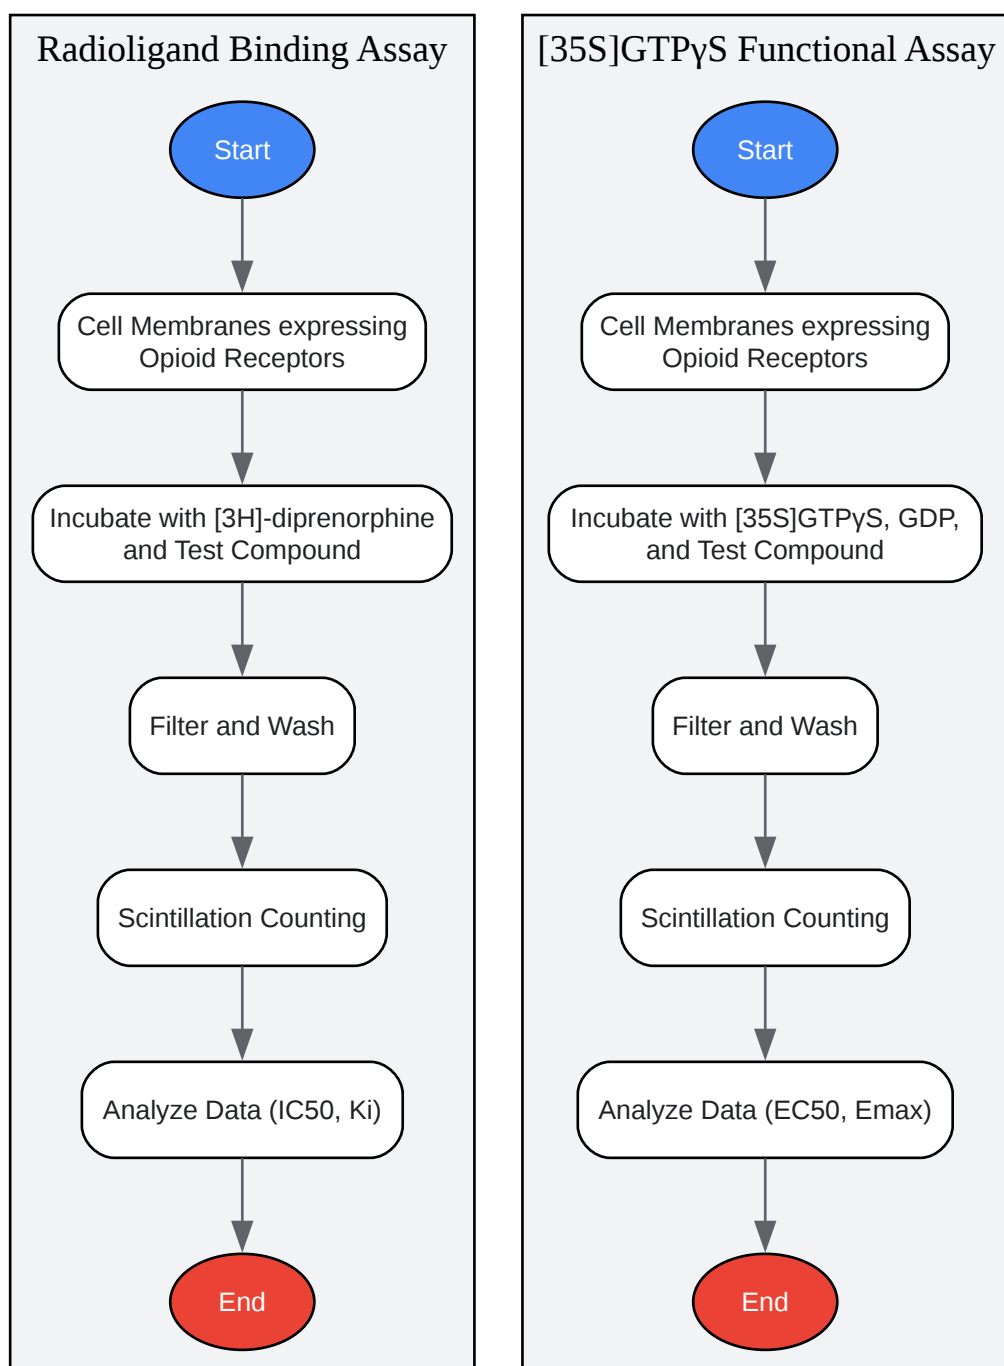 Radioligand Binding Assay
Start
Cell Membranes expressing
Opioid Receptors
Incubate with [3H]-diprenorphine
and Test Compound
Filter and Wash
Scintillation Counting
Analyze Data (IC50, Ki)
End
[35S]GTPγS Functional Assay
Start
Cell Membranes expressing
Opioid Receptors
Incubate with [35S]GTPγS, GDP,
and Test Compound
Filter and Wash
Scintillation Counting
Analyze Data (EC50, Emax)
End